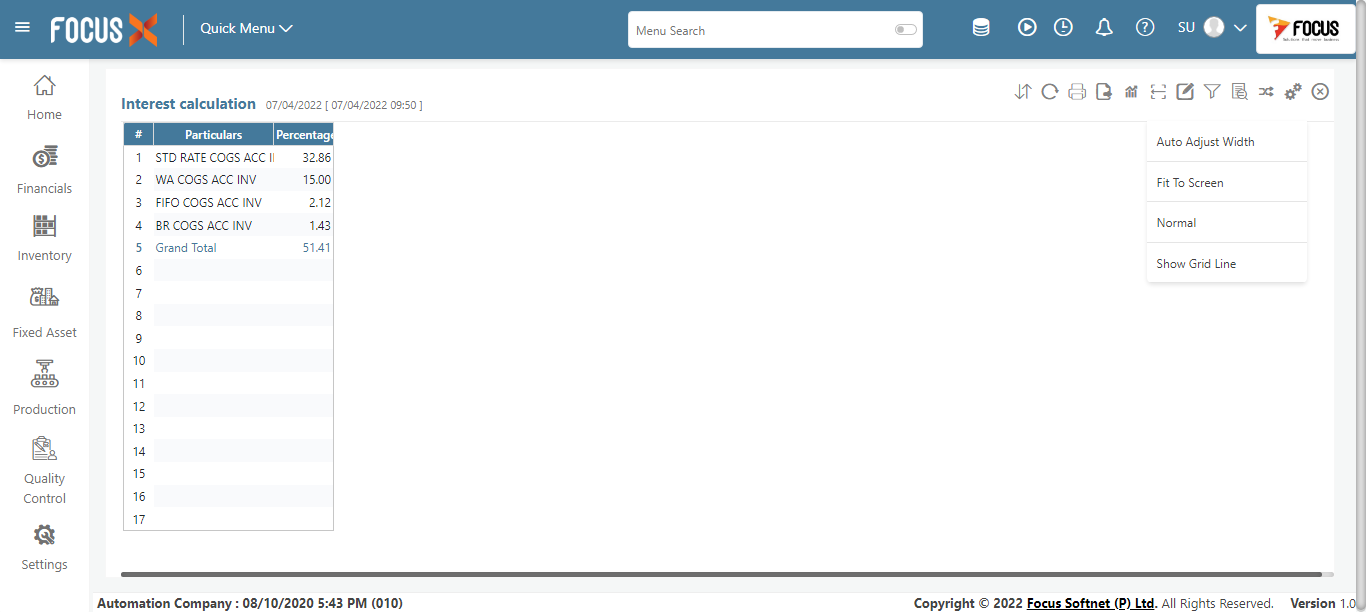 FOCUS X
Quick Menu
Menu Search
SU
FOCUS
Home
Financials
Inventory
Fixed Asset
Production
Quality
Control
Settings
Interest calculation 07/04/2022 [ 07/04/2022 09:50 ]
# Particulars Percentage
1 STD RATE COGS ACC I 32.86
2 WA COGS ACC INV 15.00
3 FIFO COGS ACC INV 2.12
4 BR COGS ACC INV 1.43
5 Grand Total 51.41
6
7
8
9
10
11
12
13
14
15
16
17
Auto Adjust Width
Fit To Screen
Normal
Show Grid Line
Automation Company : 08/10/2020 5:43 PM (010)
Copyright © 2022 Focus Softnet (P) Ltd. All Rights Reserved. Version 1.0